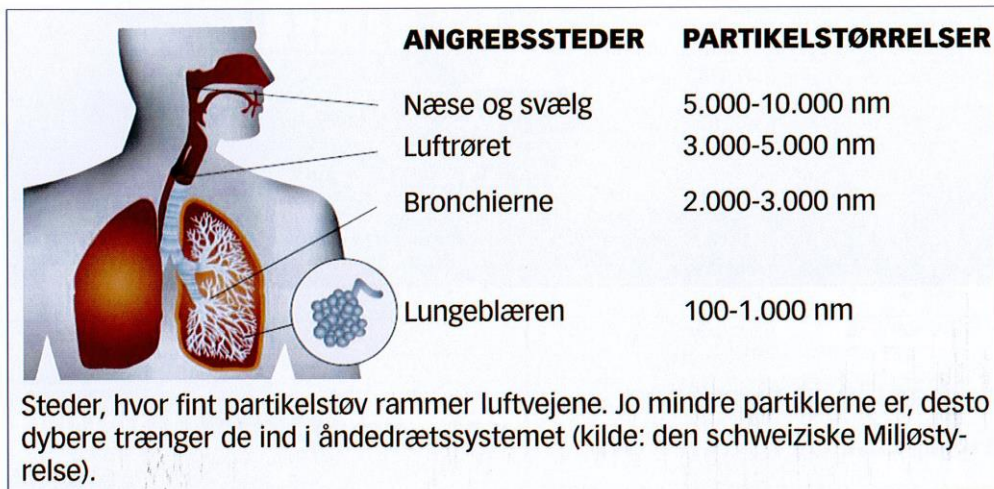 ANGREBSSTEDER PARTIKELSTØRRELSER
Næse og svælg 5.000-10.000 nm
Luftrøret 3.000-5.000 nm
Bronchierne 2.000-3.000 nm
Lungeblæren 100-1.000 nm
Steder, hvor fint partikelstøv rammer luftvejene. Jo mindre partiklerne er, desto
dybere trænger de ind i åndedrætssystemet (kilde: den schweiziske Miljøsty-
relse).